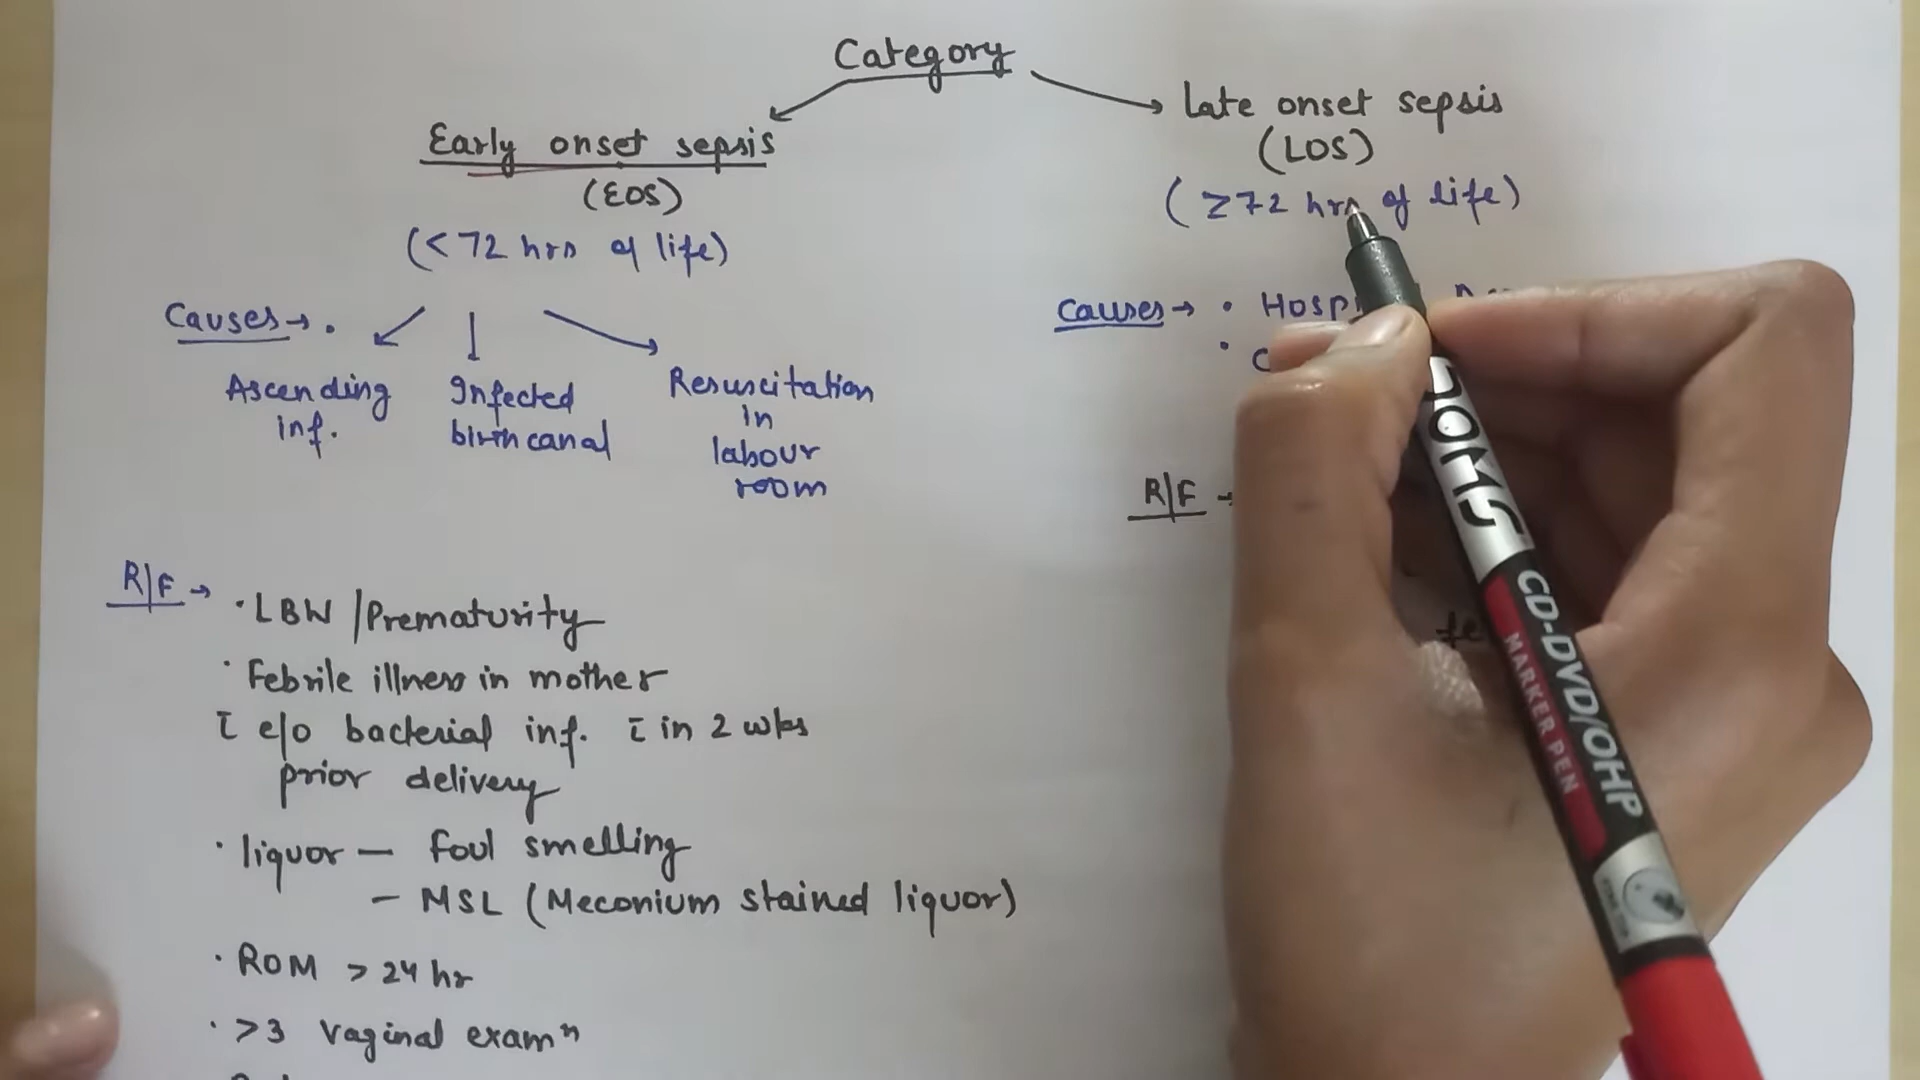 Category
Early onset sepsis
(EOS)
(<72 hrs of life)
Causes→ .
Ascending
inf.
Infected
birth canal
Resuscitation
in
labour
room
R|F →
· LBW /Prematurity
· Febrile illness in mother
c̄ e/o bacterial inf. c̄ in 2 wks
prior delivery
· liquor — foul smelling
– MSL (Meconium stained liquor)
· ROM > 24 hr
· >3 vaginal examⁿ
Late onset sepsis
(LOS)
(≥72 hrs of life)
Causes → •
R|F →
DOMS
CD-DVD/OHP
MARKER PEN